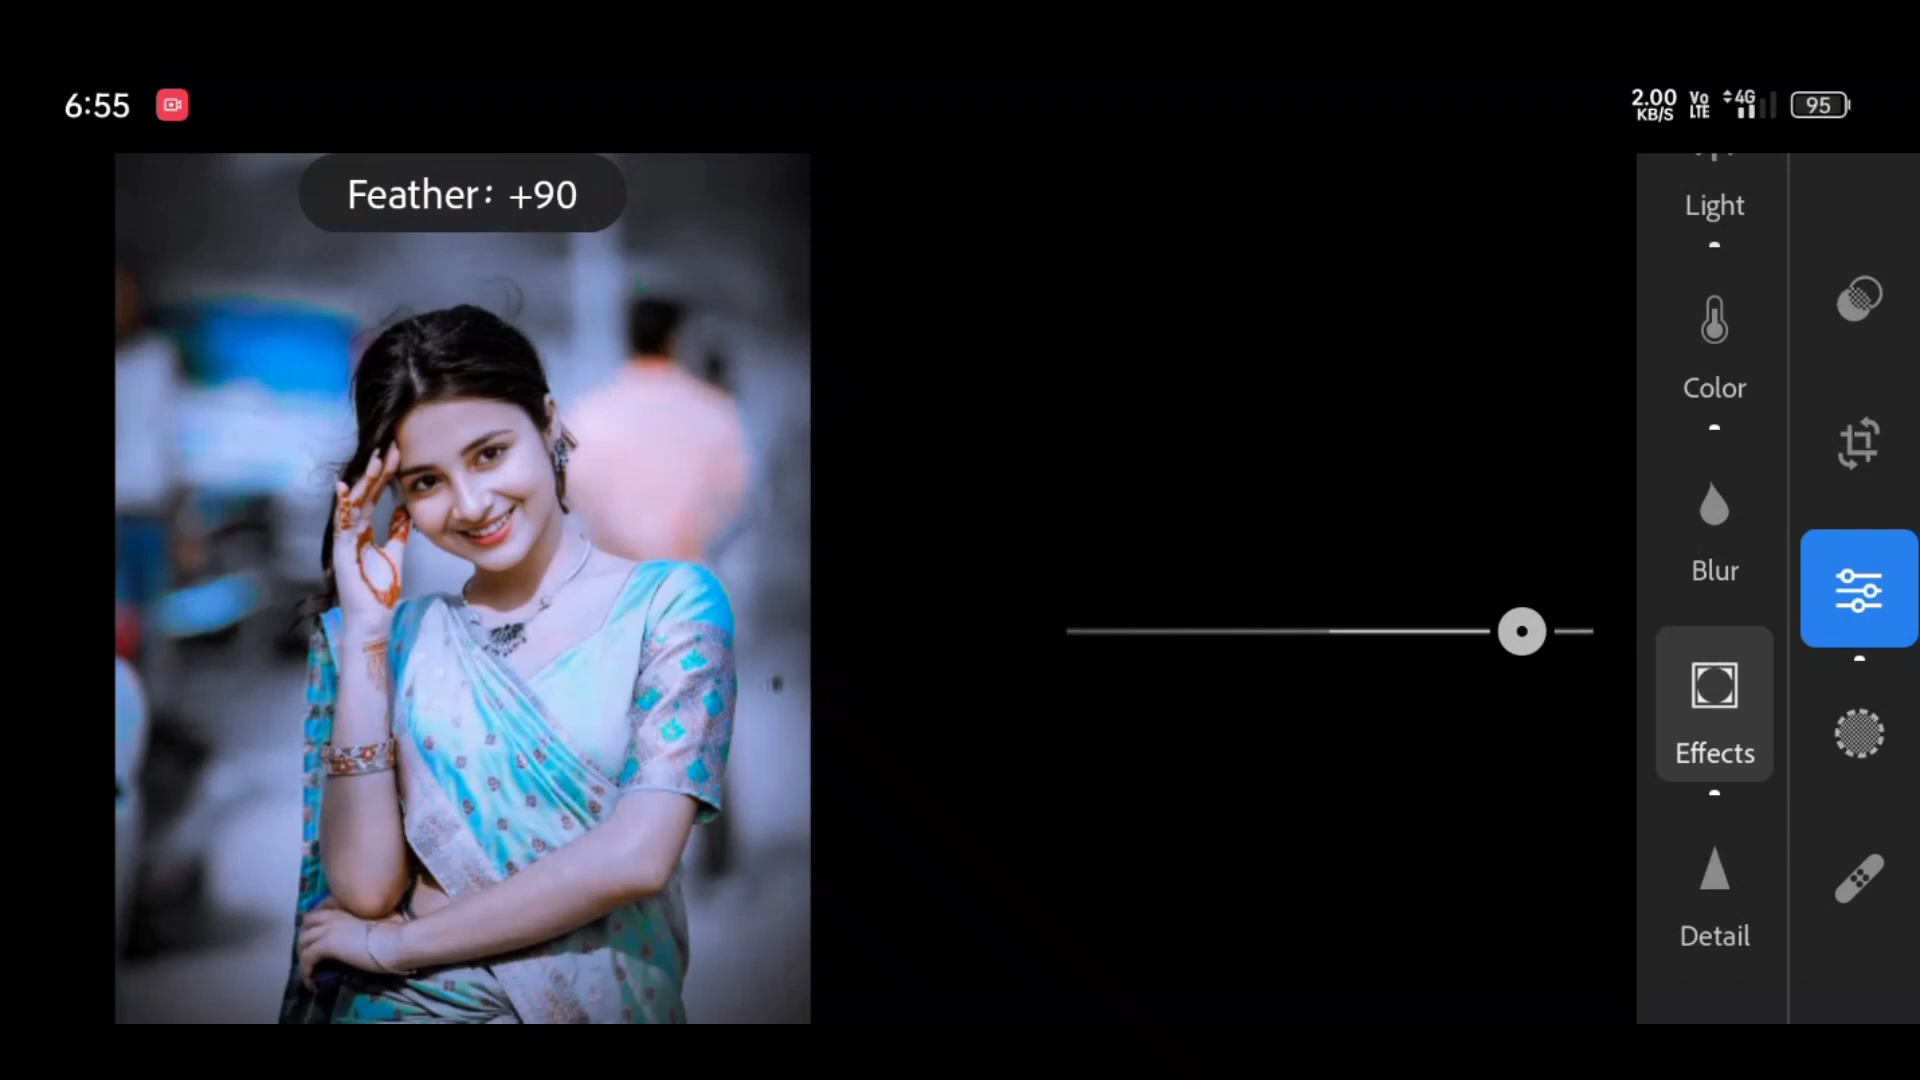 6:55
2.00 KB/S
Vo LTE
4G
95
Feather: +90
Light
Color
Blur
Effects
Detail